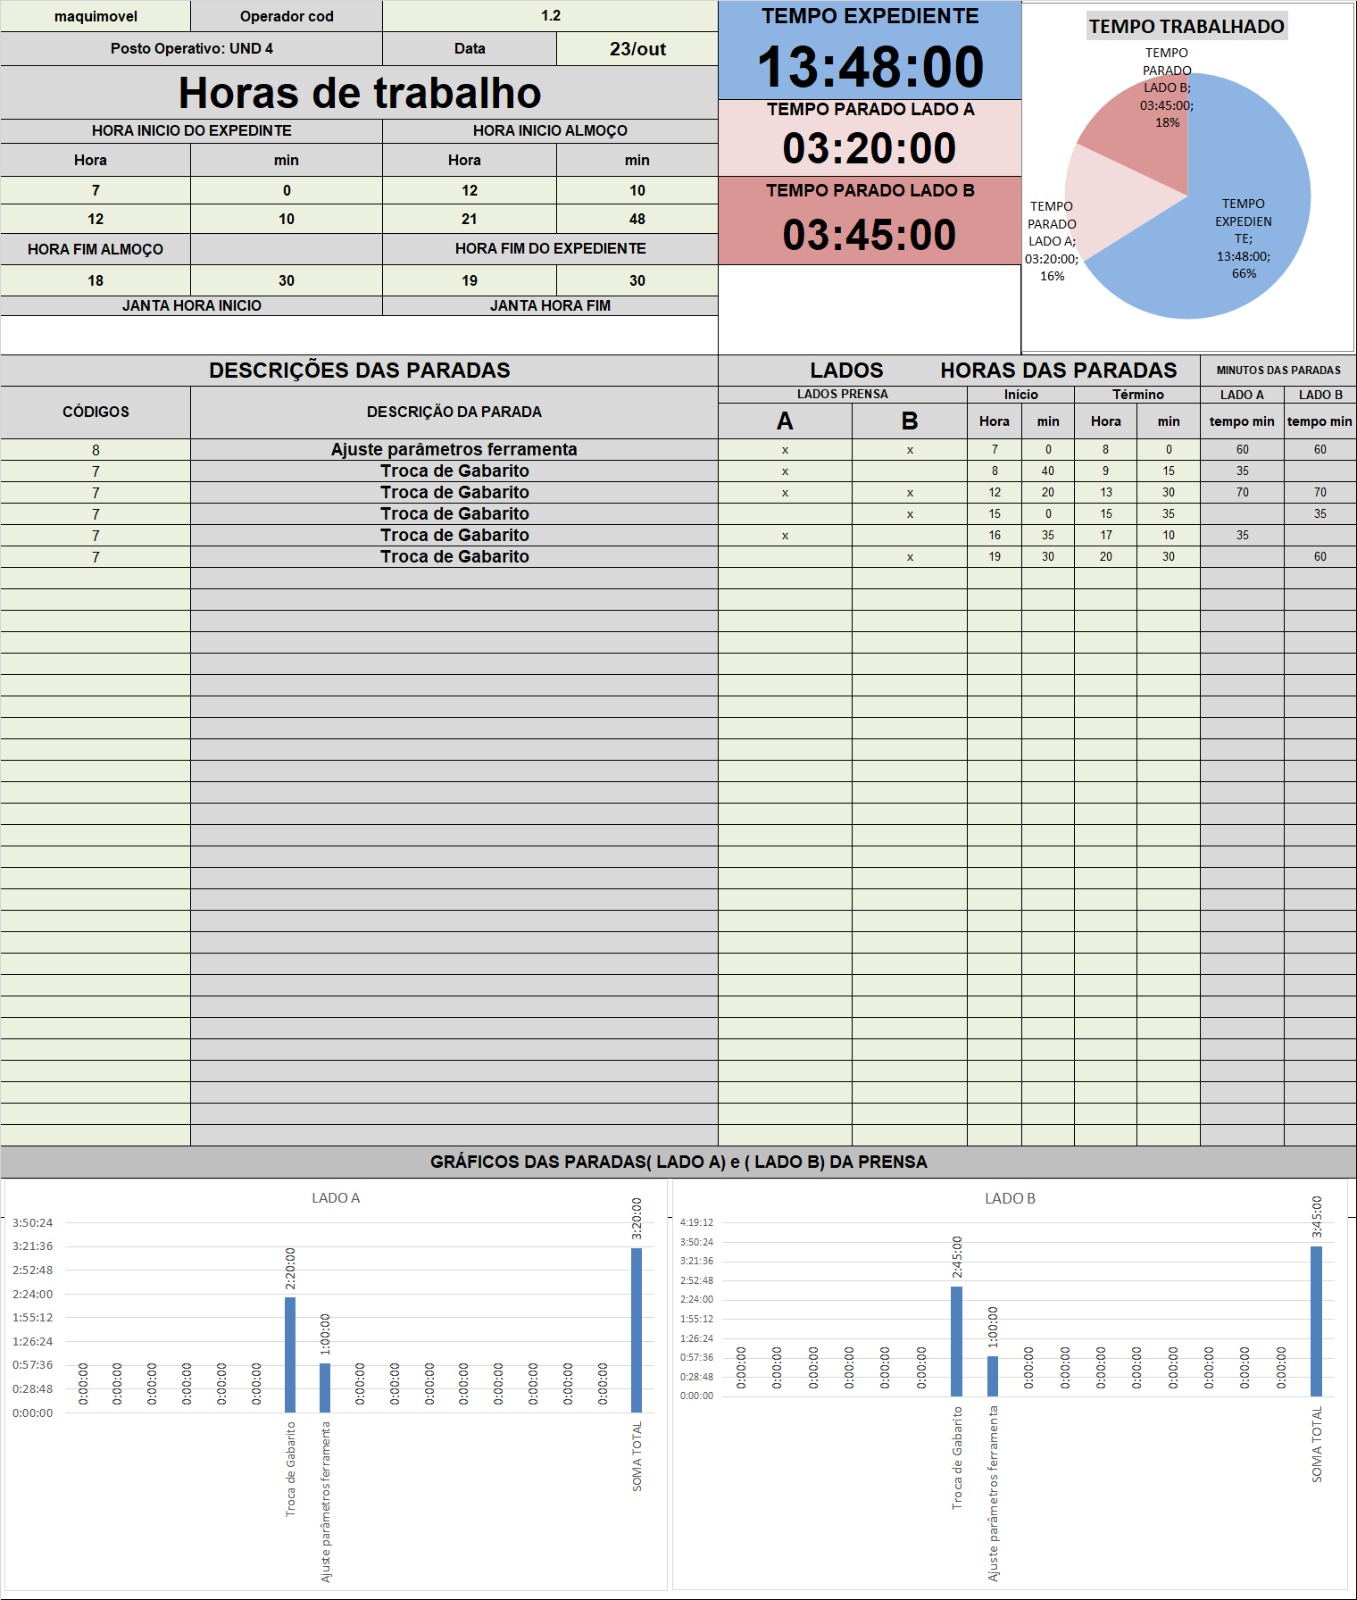 maquimovel Operador cod 1.2
Posto Operativo: UND 4 Data 23/out
Horas de trabalho
HORA INICIO DO EXPEDINTE HORA INICIO ALMOÇO
Hora min Hora min
7 0 12 10
12 10 21 48
HORA FIM ALMOÇO HORA FIM DO EXPEDIENTE
18 30 19 30
JANTA HORA INICIO JANTA HORA FIM
TEMPO EXPEDIENTE
13:48:00
TEMPO PARADO LADO A
03:20:00
TEMPO PARADO LADO B
03:45:00
TEMPO TRABALHADO
TEMPO
PARADO
LADO B;
03:45:00;
18%
TEMPO
PARADO
LADO A;
03:20:00;
16%
TEMPO
EXPEDIEN
TE;
13:48:00;
66%
DESCRIÇÕES DAS PARADAS LADOS HORAS DAS PARADAS MINUTOS DAS PARADAS
CÓDIGOS DESCRIÇÃO DA PARADA LADOS PRENSA Início Término LADO A LADO B
A B Hora min Hora min tempo min tempo min
8 Ajuste parâmetros ferramenta x x 7 0 8 0 60 60
7 Troca de Gabarito x 8 40 9 15 35
7 Troca de Gabarito x x 12 20 13 30 70 70
7 Troca de Gabarito x 15 0 15 35 35
7 Troca de Gabarito x 16 35 17 10 35
7 Troca de Gabarito x 19 30 20 30 60
GRÁFICOS DAS PARADAS( LADO A) e ( LADO B) DA PRENSA
LADO A
3:50:24
3:21:36
2:52:48
2:24:00
1:55:12
1:26:24
0:57:36
0:28:48
0:00:00
0:00:00
0:00:00
0:00:00
0:00:00
0:00:00
0:00:00
2:20:00
1:00:00
0:00:00
0:00:00
0:00:00
0:00:00
0:00:00
0:00:00
0:00:00
0:00:00
3:20:00
Troca de Gabarito
Ajuste parâmetros ferramenta
SOMA TOTAL
LADO B
4:19:12
3:50:24
3:21:36
2:52:48
2:24:00
1:55:12
1:26:24
0:57:36
0:28:48
0:00:00
0:00:00
0:00:00
0:00:00
0:00:00
0:00:00
0:00:00
2:45:00
1:00:00
0:00:00
0:00:00
0:00:00
0:00:00
0:00:00
0:00:00
0:00:00
0:00:00
3:45:00
Troca de Gabarito
Ajuste parâmetros ferramenta
SOMA TOTAL